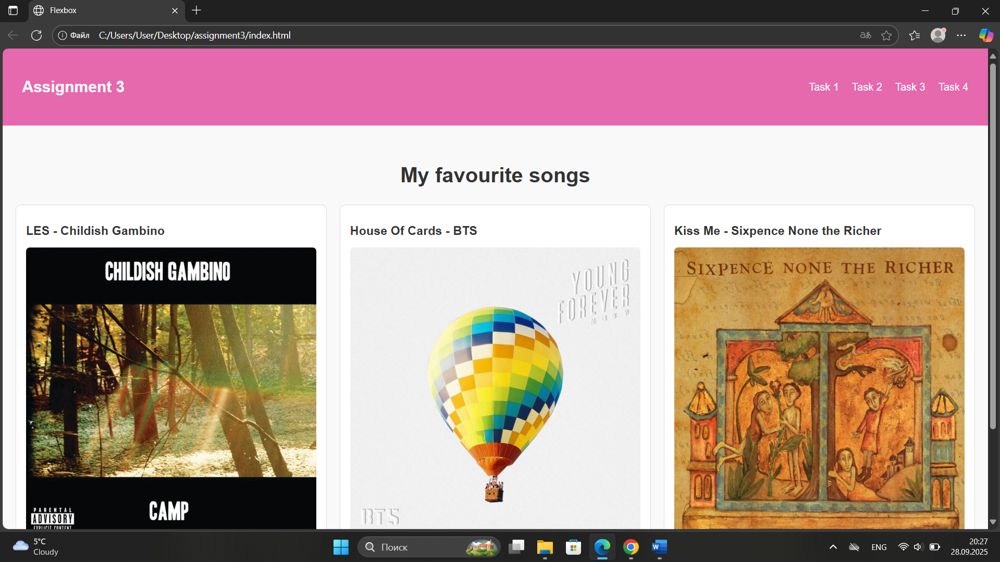 Flexbox
Файл C:/Users/User/Desktop/assignment3/index.html
Assignment 3
Task 1 Task 2 Task 3 Task 4
My favourite songs
LES - Childish Gambino
CHILDISH GAMBINO
CAMP
PARENTAL
ADVISORY
EXPLICIT CONTENT
House Of Cards - BTS
YOUNG
FOREVER
BTS
Kiss Me - Sixpence None the Richer
SIXPENCE NONE THE RICHER
5°C
Cloudy
Поиск
W
ENG
20:27
28.09.2025